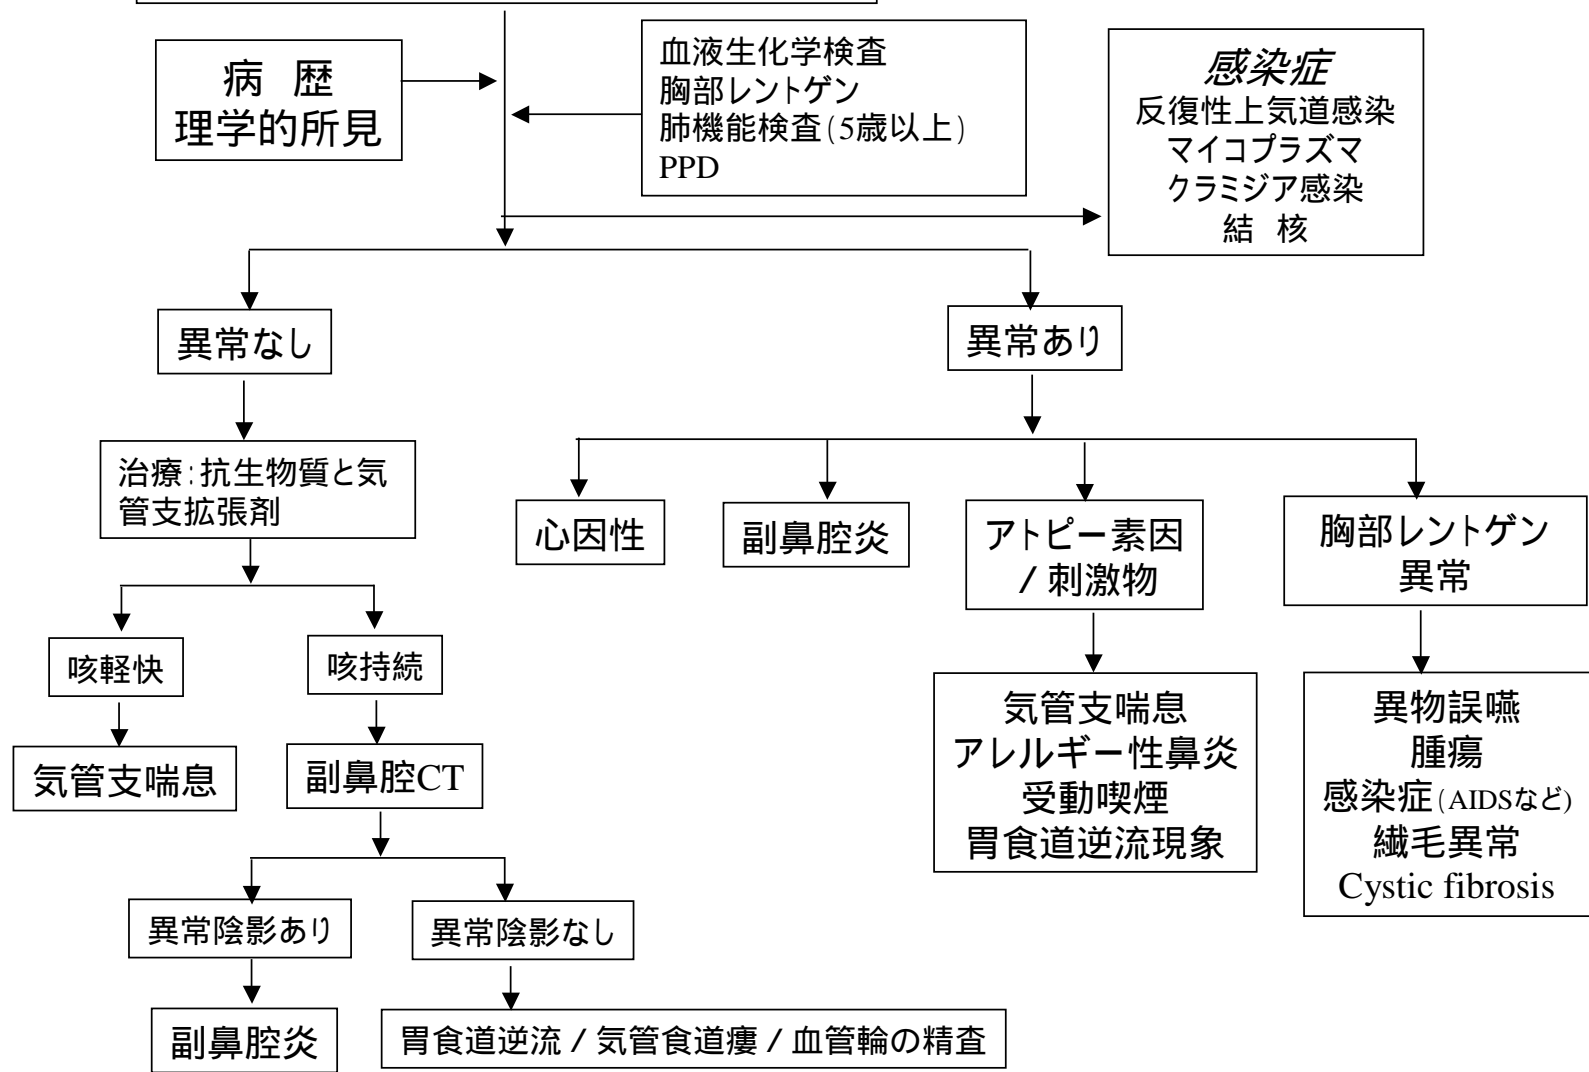 病 歴
理学的所見
血液生化学検査
胸部レントゲン
肺機能検査(5歳以上)
PPD
感染症
反復性上気道感染
マイコプラズマ
クラミジア感染
結 核
異常なし
異常あり
治療:抗生物質と気
管支拡張剤
心因性
副鼻腔炎
アトピー素因
/刺激物
胸部レントゲン
異常
咳軽快
咳持続
気管支喘息
アレルギー性鼻炎
受動喫煙
胃食道逆流現象
異物誤嚥
腫瘍
感染症(AIDSなど)
繊毛異常
Cystic fibrosis
気管支喘息
副鼻腔CT
異常陰影あり
異常陰影なし
副鼻腔炎
胃食道逆流/気管食道瘻/血管輪の精査